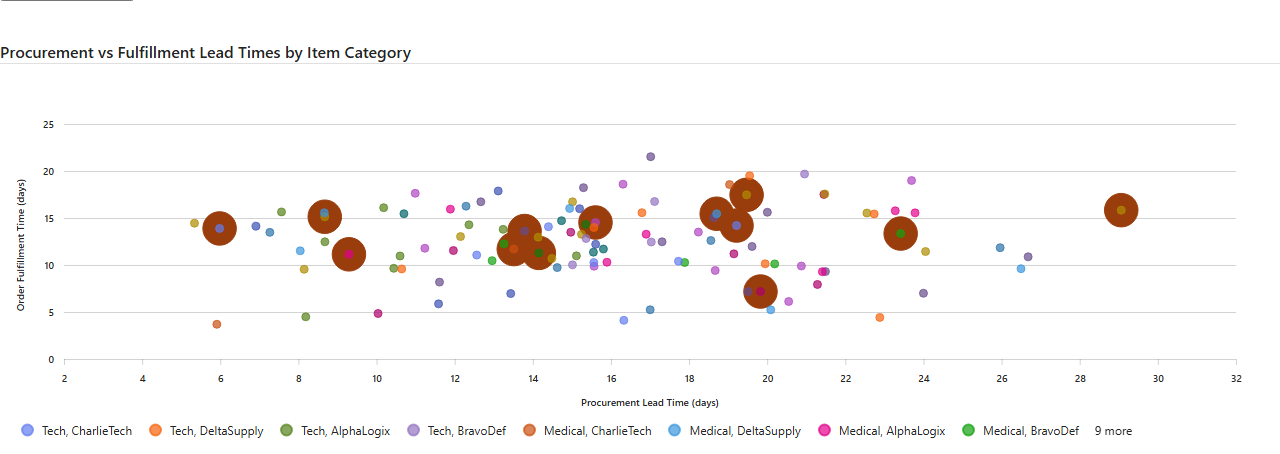 Procurement vs Fulfillment Lead Times by Item Category
25
20
15
10
5
0
Order Fulfillment Time (days)
2 4 6 8 10 12 14 16 18 20 22 24 26 28 30 32
Procurement Lead Time (days)
Tech, CharlieTech Tech, DeltaSupply Tech, AlphaLogix Tech, BravoDef Medical, CharlieTech Medical, DeltaSupply Medical, AlphaLogix Medical, BravoDef 9 more